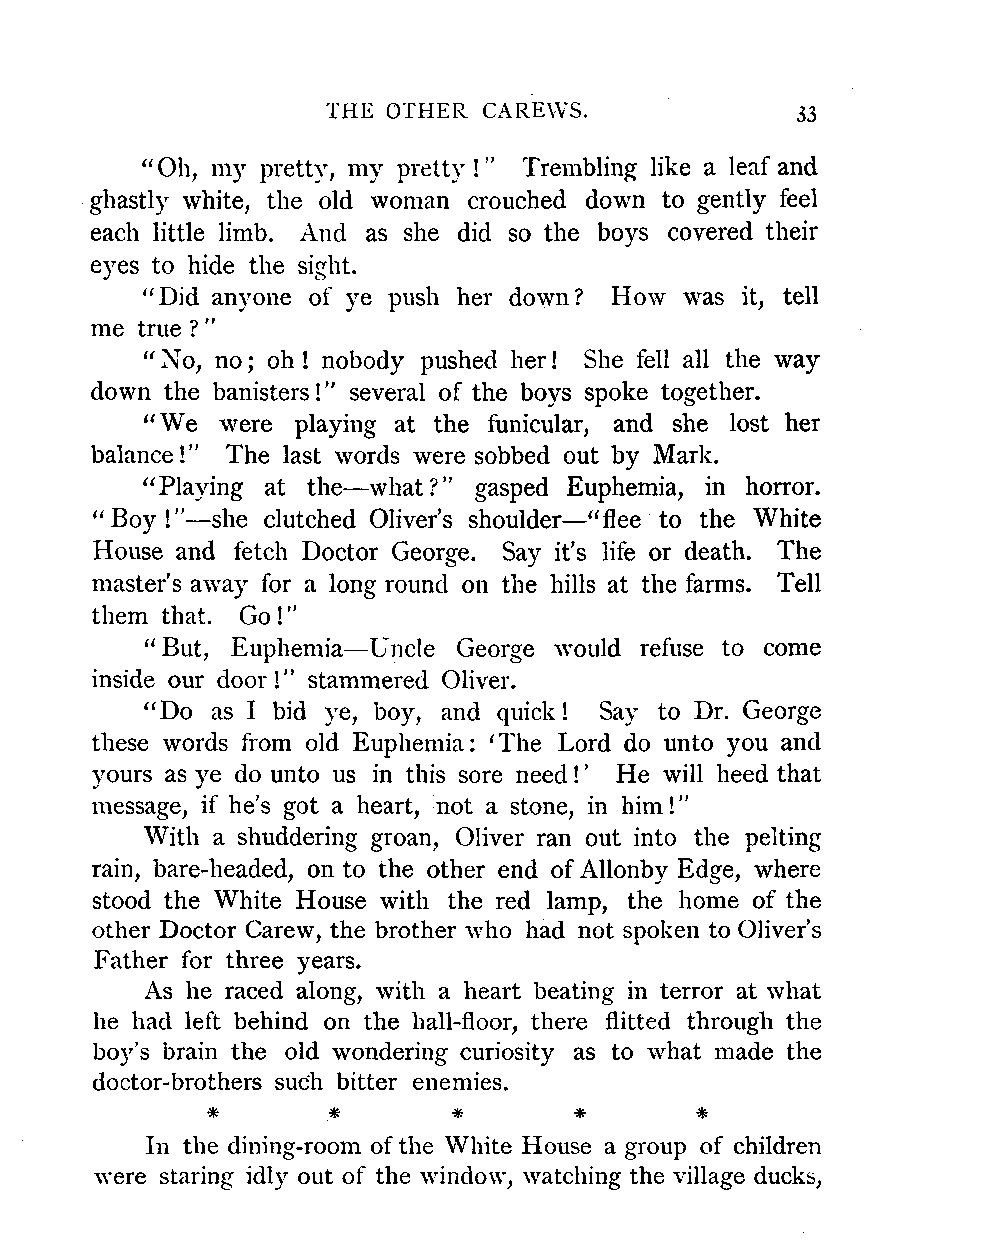 THE OTHER CAREWS. 33
"Oh, my pretty, my pretty!" Trembling like a leaf and
ghastly white, the old woman crouched down to gently feel
each little limb. And as she did so the boys covered their
eyes to hide the sight.
"Did anyone of ye push her down? How was it, tell
me true?"
"No, no; oh! nobody pushed her! She fell all the way
down the banisters!" several of the boys spoke together.
"We were playing at the funicular, and she lost her
balance!" The last words were sobbed out by Mark.
"Playing at the—what?" gasped Euphemia, in horror.
"Boy!"—she clutched Oliver's shoulder—"flee to the White
House and fetch Doctor George. Say it's life or death. The
master's away for a long round on the hills at the farms. Tell
them that. Go!"
"But, Euphemia—Uncle George would refuse to come
inside our door!" stammered Oliver.
"Do as I bid ye, boy, and quick! Say to Dr. George
these words from old Euphemia: 'The Lord do unto you and
yours as ye do unto us in this sore need!' He will heed that
message, if he's got a heart, not a stone, in him!"
With a shuddering groan, Oliver ran out into the pelting
rain, bare-headed, on to the other end of Allonby Edge, where
stood the White House with the red lamp, the home of the
other Doctor Carew, the brother who had not spoken to Oliver's
Father for three years.
As he raced along, with a heart beating in terror at what
he had left behind on the hall-floor, there flitted through the
boy's brain the old wondering curiosity as to what made the
doctor-brothers such bitter enemies.
* * * * *
In the dining-room of the White House a group of children
were staring idly out of the window, watching the village ducks,